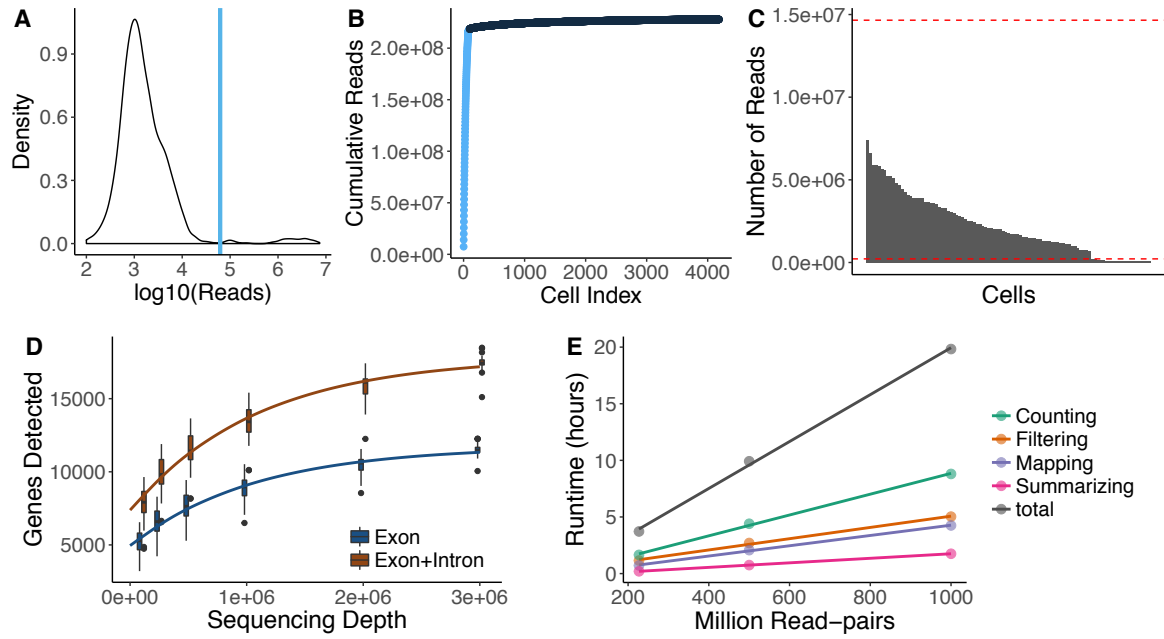 A
Density
0.9
0.6
0.3
0.0
2 3 4 5 6 7
log10(Reads)
B
Cumulative Reads
2.0e+08
1.5e+08
1.0e+08
5.0e+07
0.0e+00
0 1000 2000 3000 4000
Cell Index
C
Number of Reads
1.5e+07
1.0e+07
5.0e+06
0.0e+00
Cells
D
Genes Detected
15000
10000
5000
0e+00 1e+06 2e+06 3e+06
Sequencing Depth
Exon
Exon+Intron
E
Runtime (hours)
20
15
10
5
0
200 400 600 800 1000
Million Read−pairs
Counting
Filtering
Mapping
Summarizing
total